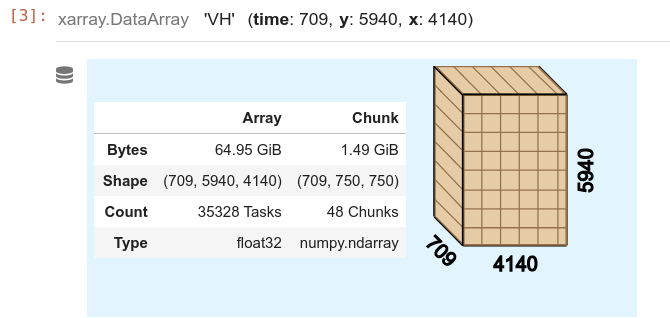 [3]: xarray.DataArray 'VH' (time: 709, y: 5940, x: 4140)
Array Chunk
Bytes 64.95 GiB 1.49 GiB
Shape (709, 5940, 4140) (709, 750, 750)
Count 35328 Tasks 48 Chunks
Type float32 numpy.ndarray
5940
709
4140